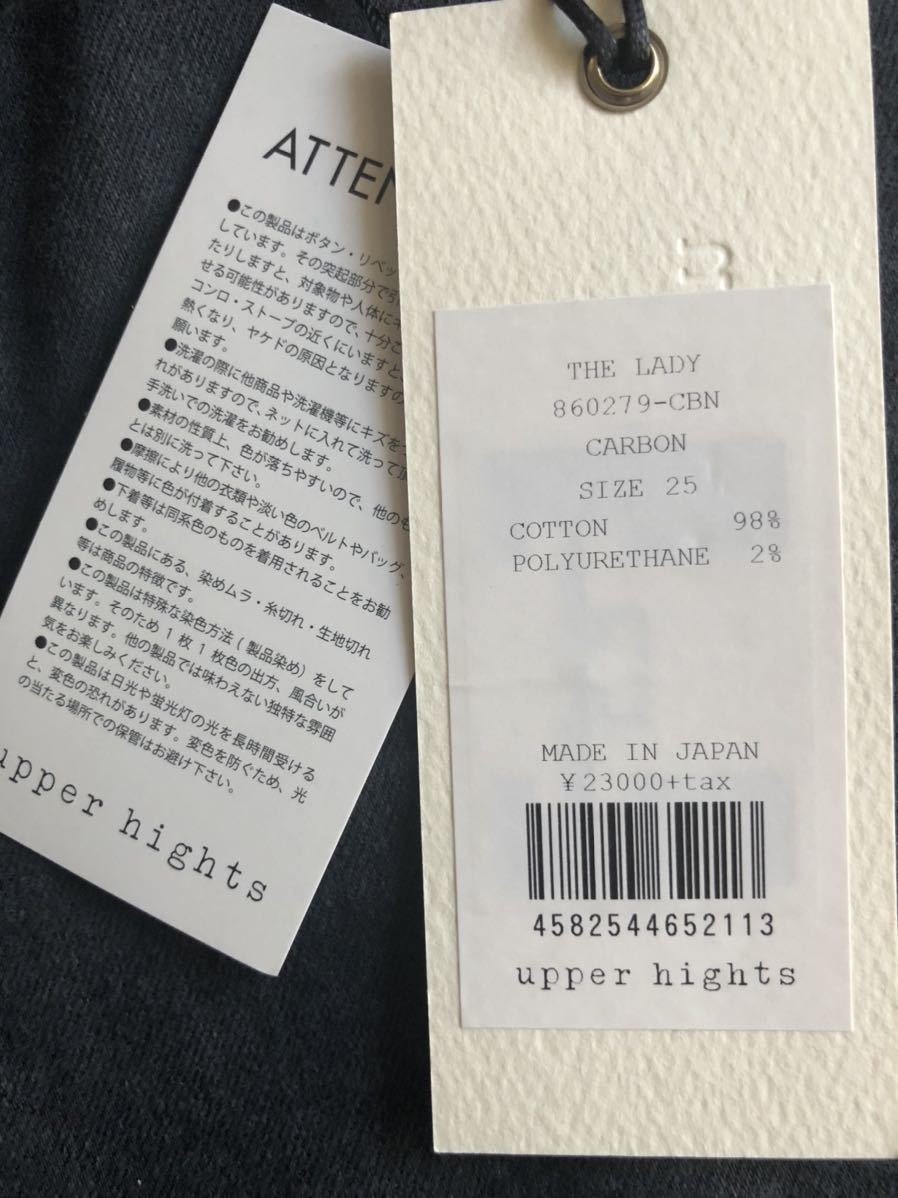 ATTEN
●この製品はボタン・リベッ
しています。その突起部分で引
たりしますと、対象物や人体にキ
せる可能性がありますので、十分ご
コンロ・ストーブの近くにいますと、
熱くなり、ヤケドの原因となりますの
願います。
●洗濯の際に他商品や洗濯機等にキズをつ
れがありますので、ネットに入れて洗って頂
手洗いでの洗濯をお勧めします。
●素材の性質上、色が落ちやすいので、他のも
とは別に洗って下さい。
●摩擦により他の衣類や淡い色のベルトやバッグ、
履物等に色が付着することがあります。
●下着等は同系色のものを着用されることをお勧
めします。
●この製品にある、染めムラ・糸切れ・生地切れ
等は商品の特徴です。
●この製品は特殊な染色方法(製品染め)をして
います。そのため1枚1枚色の出方、風合いが
異なります。他の製品では味わえない独特な雰囲
気をお楽しみください。
●この製品は日光や蛍光灯の光を長時間受ける
と、変色の恐れがあります。変色を防ぐため、光
の当たる場所での保管はお避け下さい。
upper hights
THE LADY
860279-CBN
CARBON
SIZE 25
COTTON 98%
POLYURETHANE 2%
MADE IN JAPAN
¥23000+tax
4582544652113
upper hights